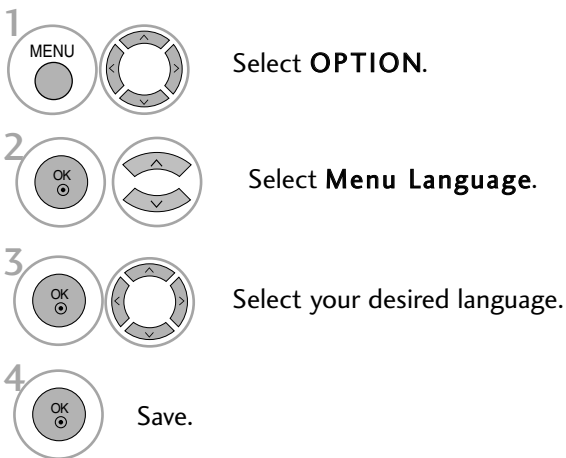 1
MENU
Select OPTION.
2
OK
Select Menu Language.
3
OK
Select your desired language.
4
OK
Save.